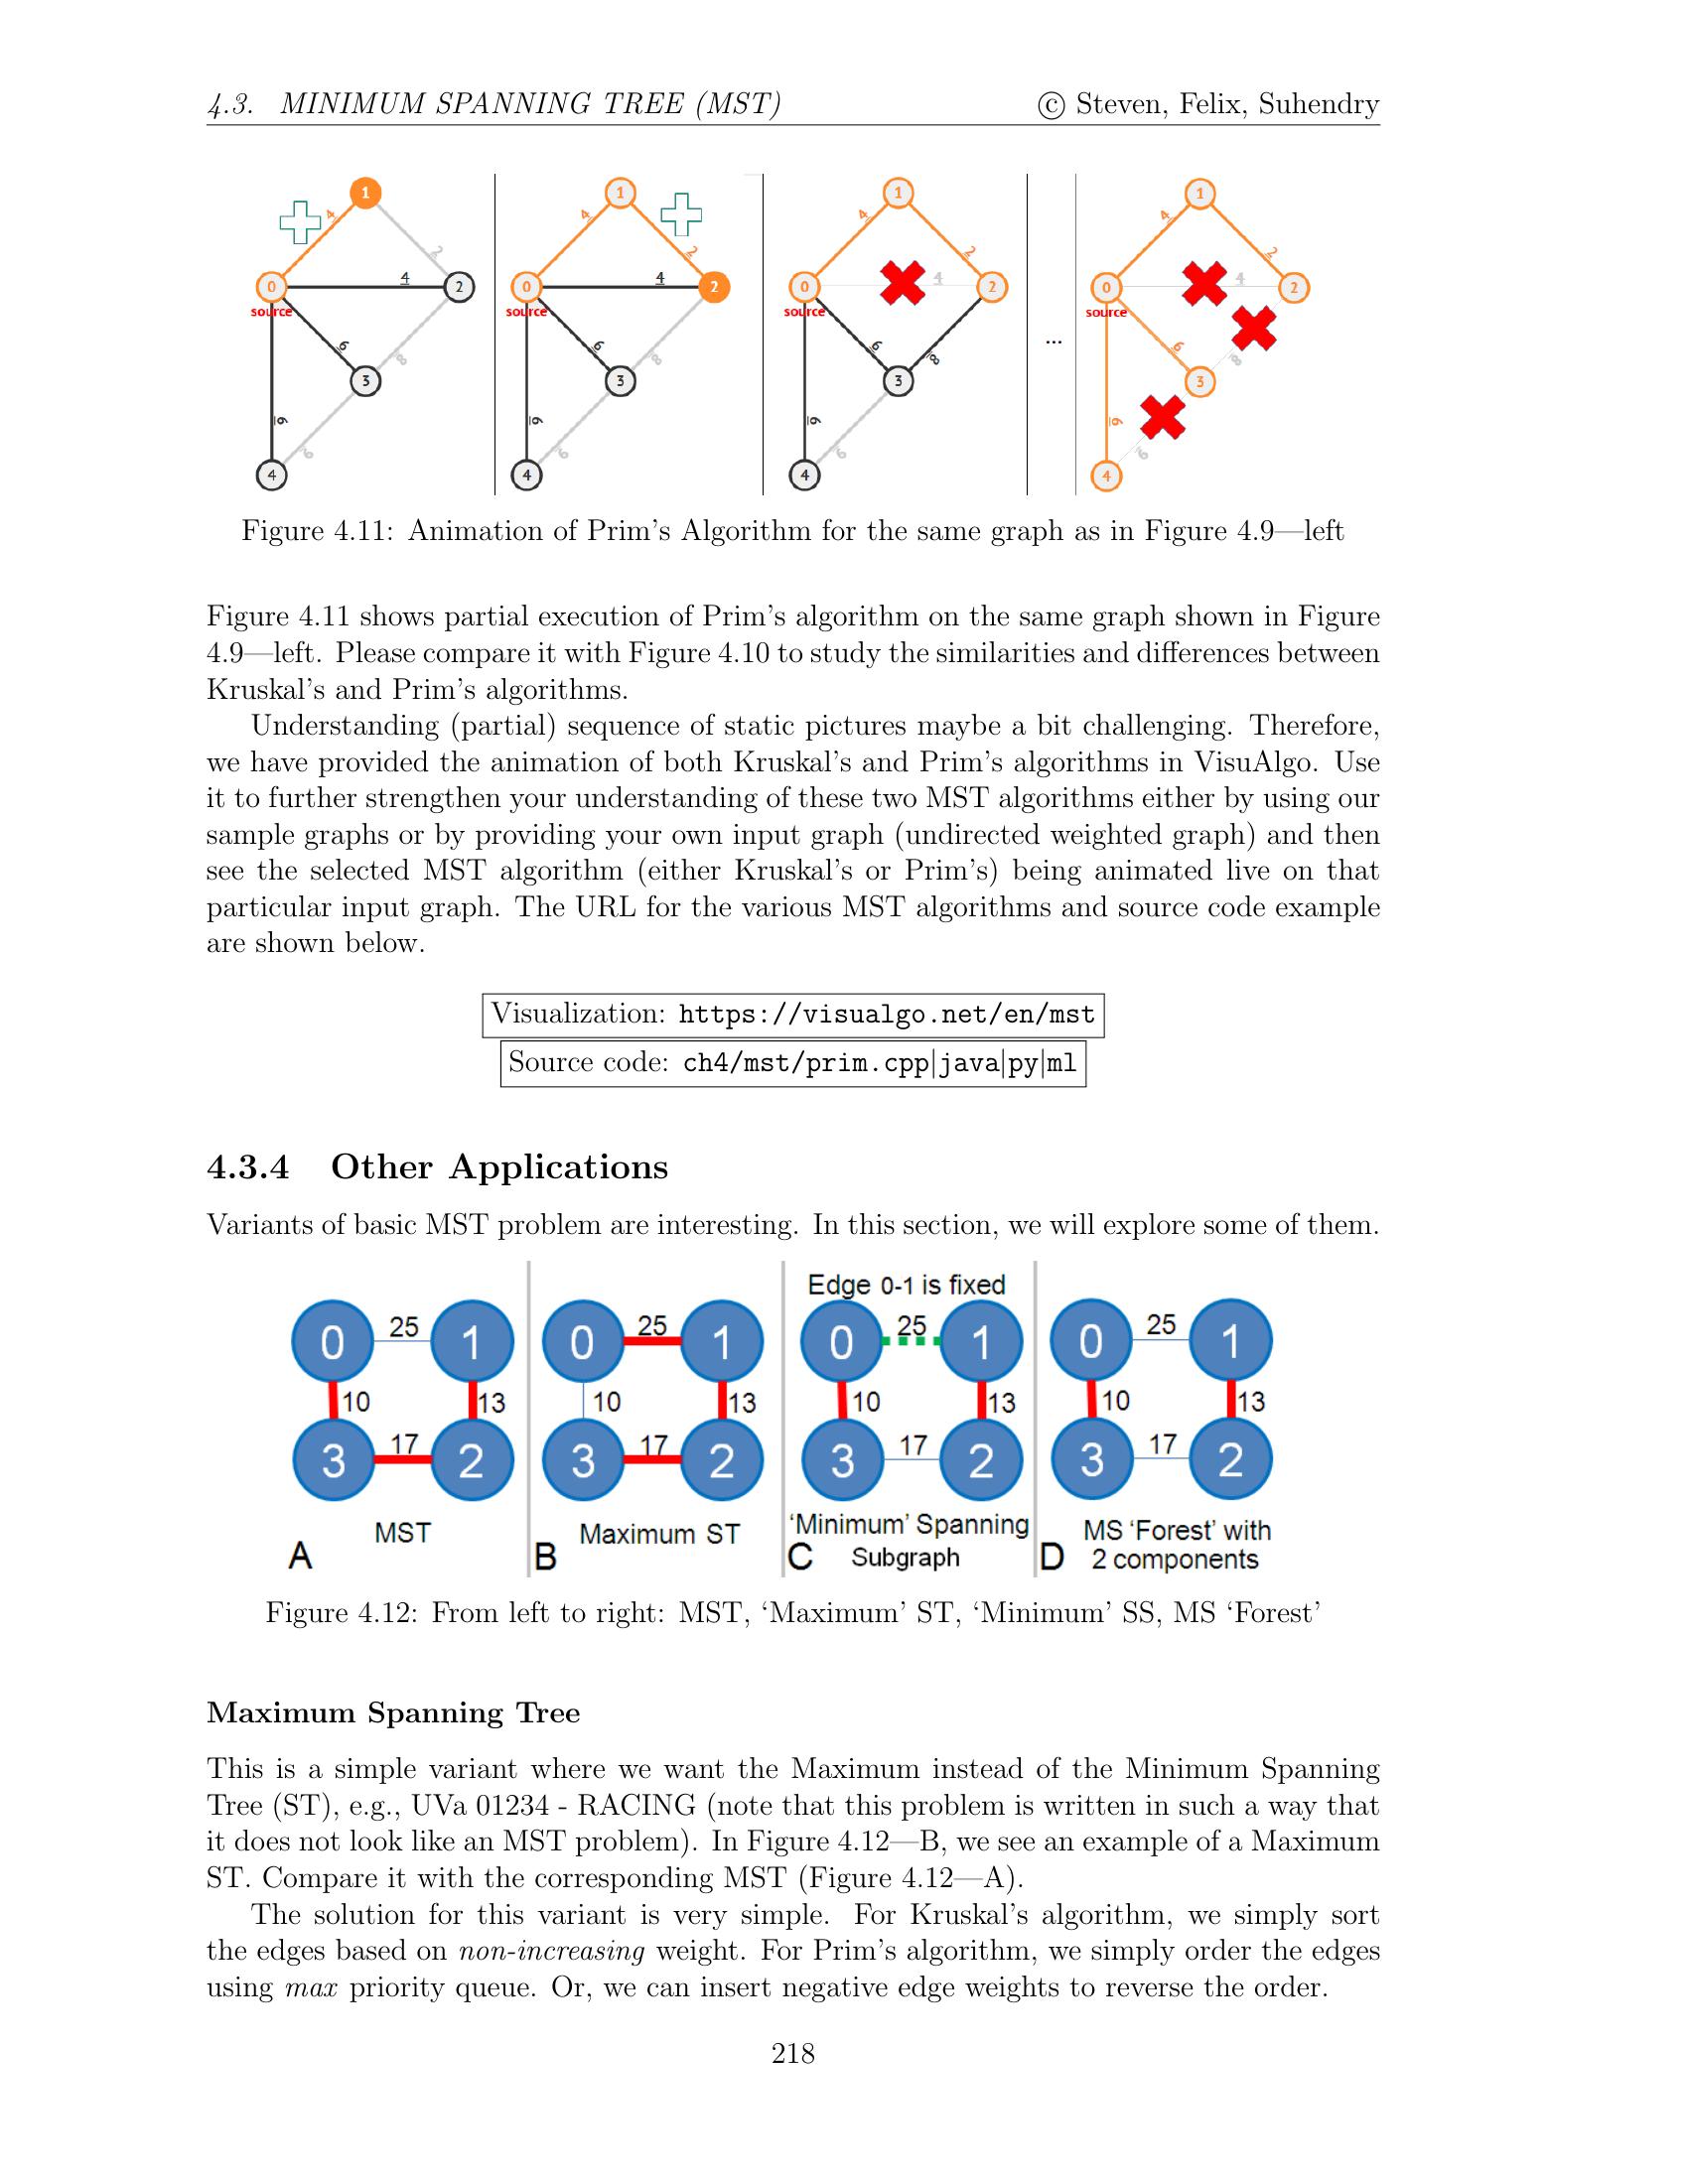 4.3. MINIMUM SPANNING TREE (MST) © Steven, Felix, Suhendry
1 1 1 1
4 2 4 2 4 2 4 2
0 4 2 0 4 2 0 4 2 0 4 2
source source source source
6 8 6 8 6 8 ... 6 8
3 3 3 3
6 6 6 6 6 6 6 6
4 4 4 4
Figure 4.11: Animation of Prim's Algorithm for the same graph as in Figure 4.9—left
Figure 4.11 shows partial execution of Prim's algorithm on the same graph shown in Figure
4.9—left. Please compare it with Figure 4.10 to study the similarities and differences between
Kruskal's and Prim's algorithms.
Understanding (partial) sequence of static pictures maybe a bit challenging. Therefore,
we have provided the animation of both Kruskal's and Prim's algorithms in VisuAlgo. Use
it to further strengthen your understanding of these two MST algorithms either by using our
sample graphs or by providing your own input graph (undirected weighted graph) and then
see the selected MST algorithm (either Kruskal's or Prim's) being animated live on that
particular input graph. The URL for the various MST algorithms and source code example
are shown below.
Visualization: https://visualgo.net/en/mst
Source code: ch4/mst/prim.cpp|java|py|ml
4.3.4 Other Applications
Variants of basic MST problem are interesting. In this section, we will explore some of them.
Edge 0-1 is fixed
0 25 1 0 25 1 0 25 1 0 25 1
10 13 10 13 10 13 10 13
3 17 2 3 17 2 3 17 2 3 17 2
A MST
B Maximum ST
C 'Minimum' Spanning
Subgraph
D MS 'Forest' with
2 components
Figure 4.12: From left to right: MST, 'Maximum' ST, 'Minimum' SS, MS 'Forest'
Maximum Spanning Tree
This is a simple variant where we want the Maximum instead of the Minimum Spanning
Tree (ST), e.g., UVa 01234 - RACING (note that this problem is written in such a way that
it does not look like an MST problem). In Figure 4.12—B, we see an example of a Maximum
ST. Compare it with the corresponding MST (Figure 4.12—A).
The solution for this variant is very simple. For Kruskal's algorithm, we simply sort
the edges based on non-increasing weight. For Prim's algorithm, we simply order the edges
using max priority queue. Or, we can insert negative edge weights to reverse the order.
218